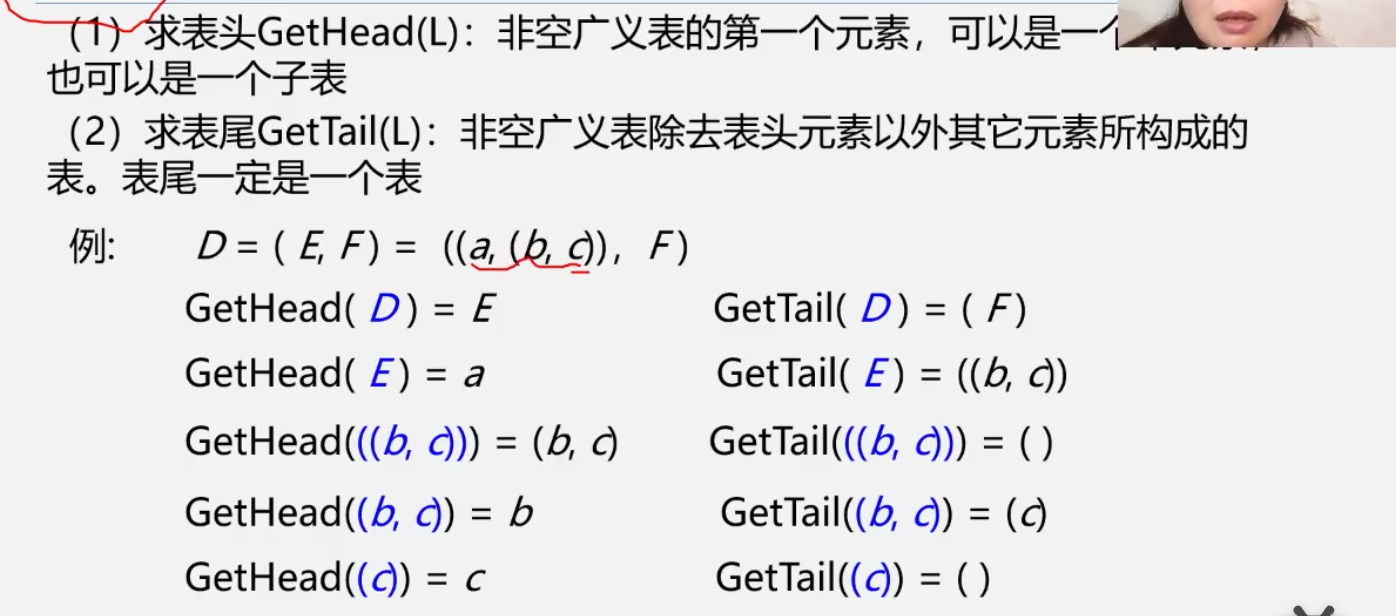 （1）求表头GetHead(L)：非空广义表的第一个元素，可以是一个
也可以是一个子表
（2）求表尾GetTail(L)：非空广义表除去表头元素以外其它元素所构成的
表。表尾一定是一个表
例: D = ( E, F ) = ((a, (b, c)), F )
GetHead( D ) = E GetTail( D ) = ( F )
GetHead( E ) = a GetTail( E ) = ((b, c))
GetHead(((b, c))) = (b, c) GetTail(((b, c))) = ( )
GetHead((b, c)) = b GetTail((b, c)) = (c)
GetHead((c)) = c GetTail((c)) = ( )